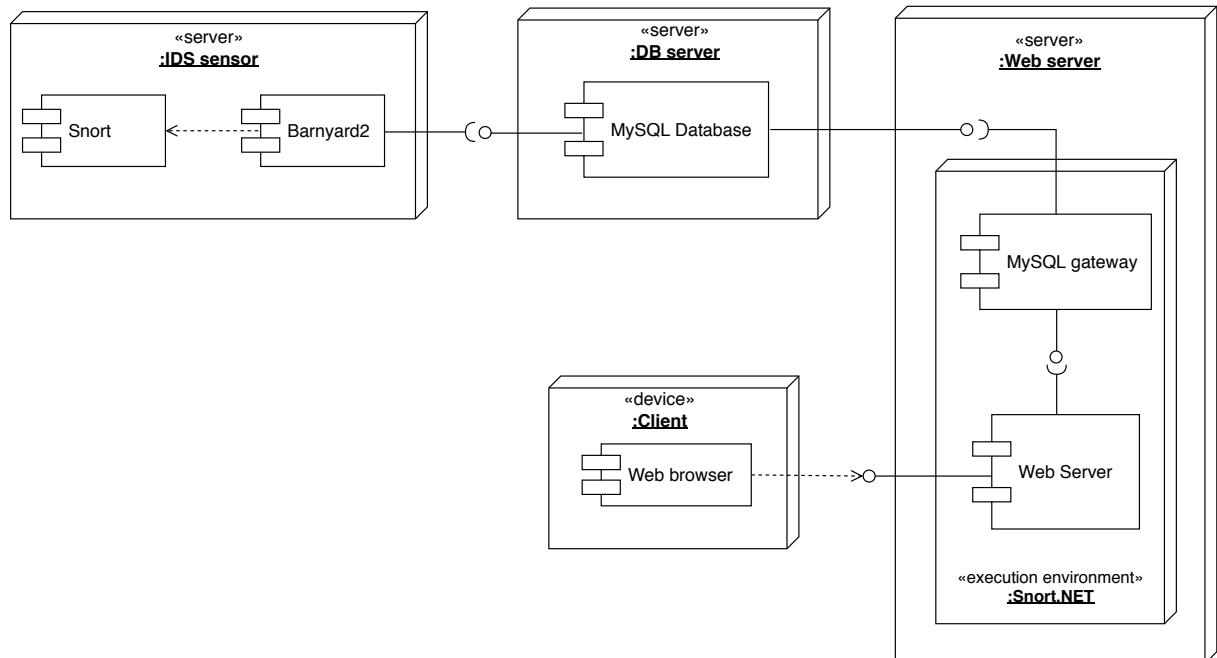 «server»
:IDS sensor
Snort
Barnyard2
«server»
:DB server
MySQL Database
«server»
:Web server
MySQL gateway
«device»
:Client
Web browser
Web Server
«execution environment»
:Snort.NET